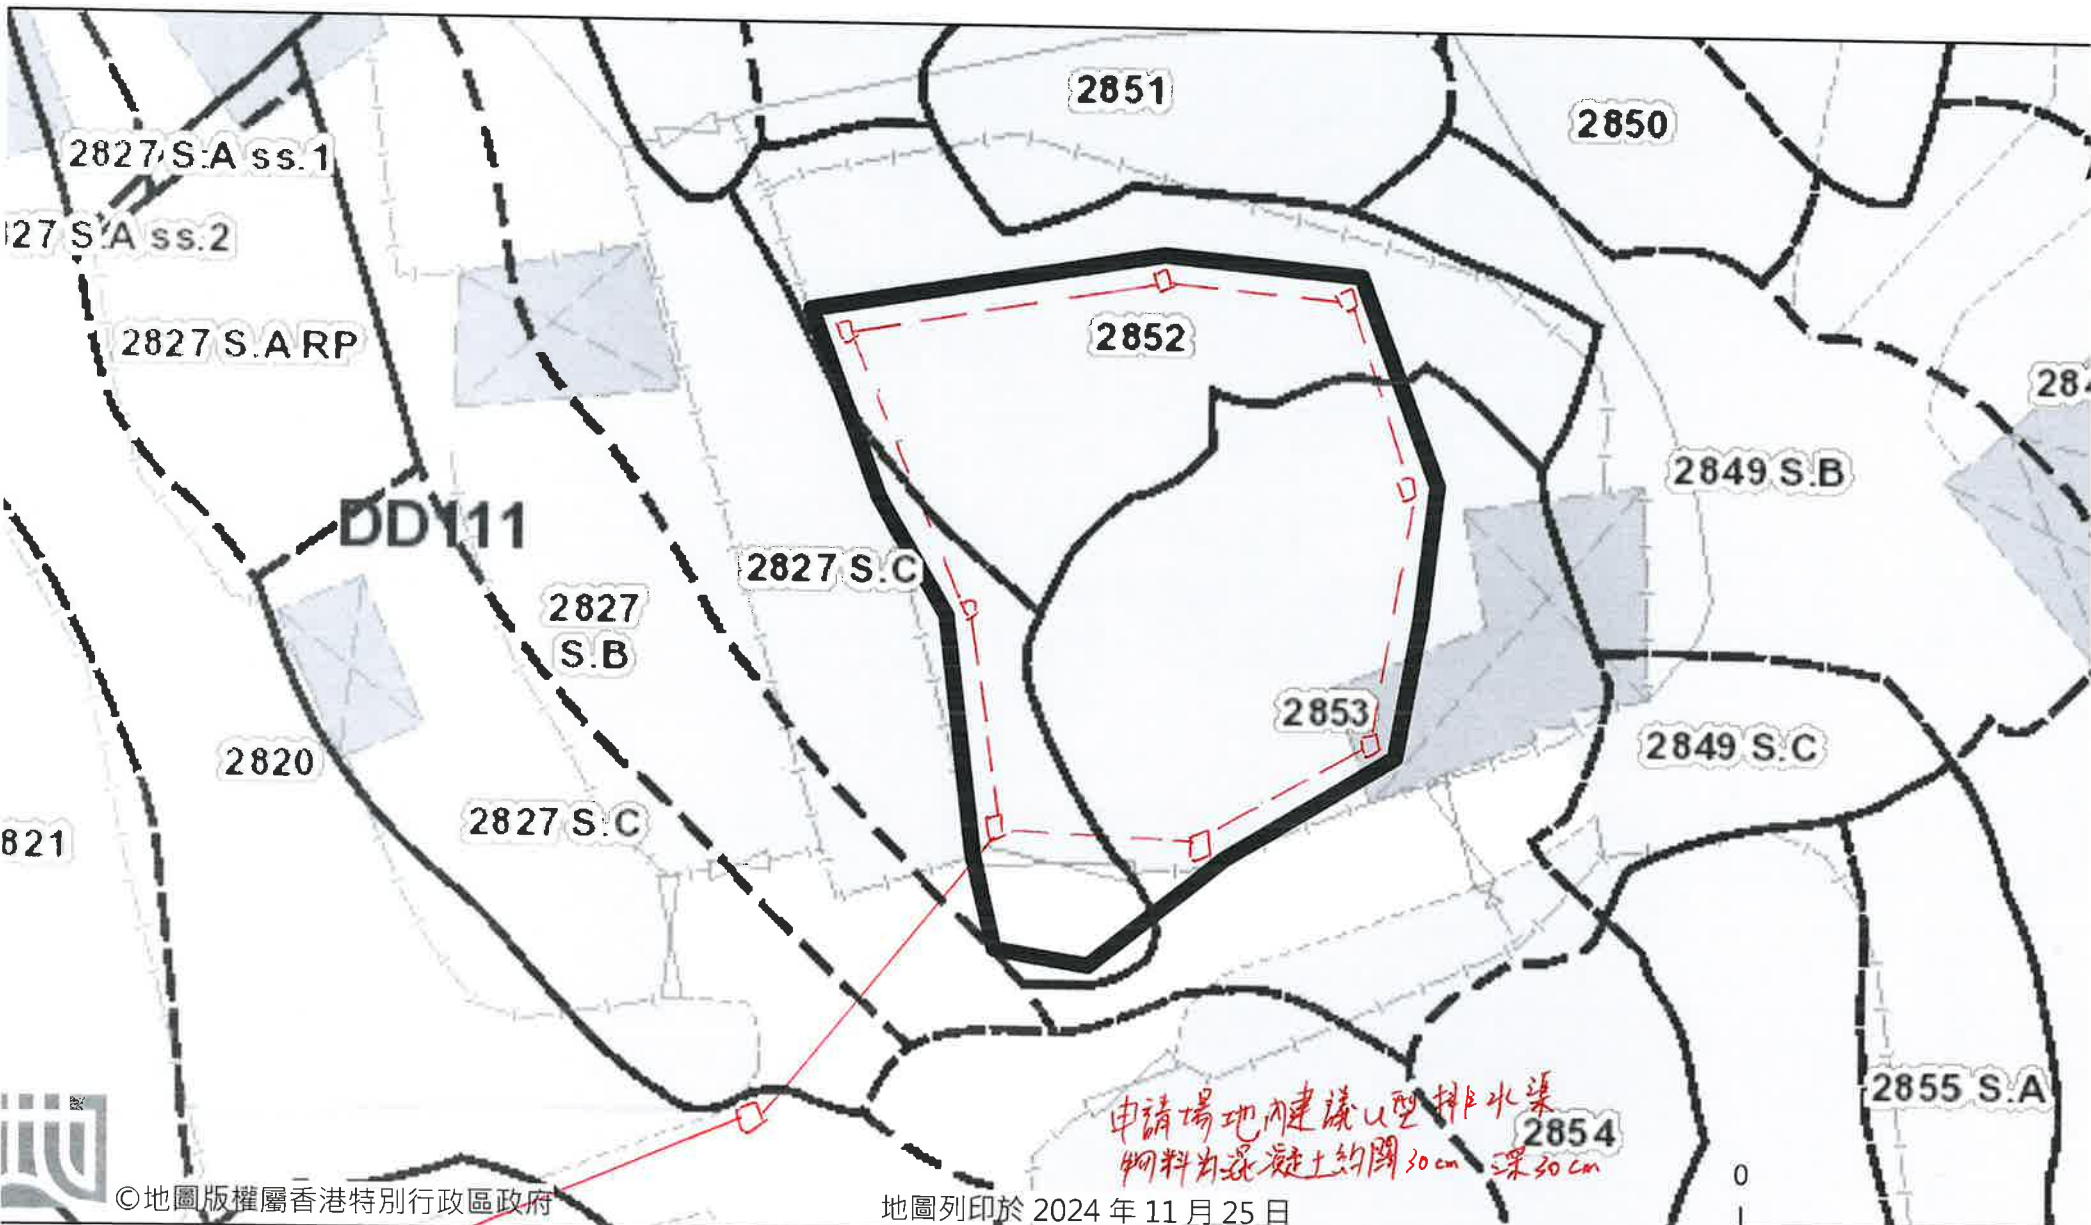 2851
2850
2827 S.A ss.1
27 S.A ss.2
2827 S.A RP
2852
284
2849 S.B
DD111
2827 S.C
2827
S.B
2853
2849 S.C
2820
2827 S.C
821
2855 S.A
申請場地內建議U型排水渠
2854
物料為混凝土約闊30cm 深30cm
0
©地圖版權屬香港特別行政區政府
地圖列印於 2024 年 11 月 25 日